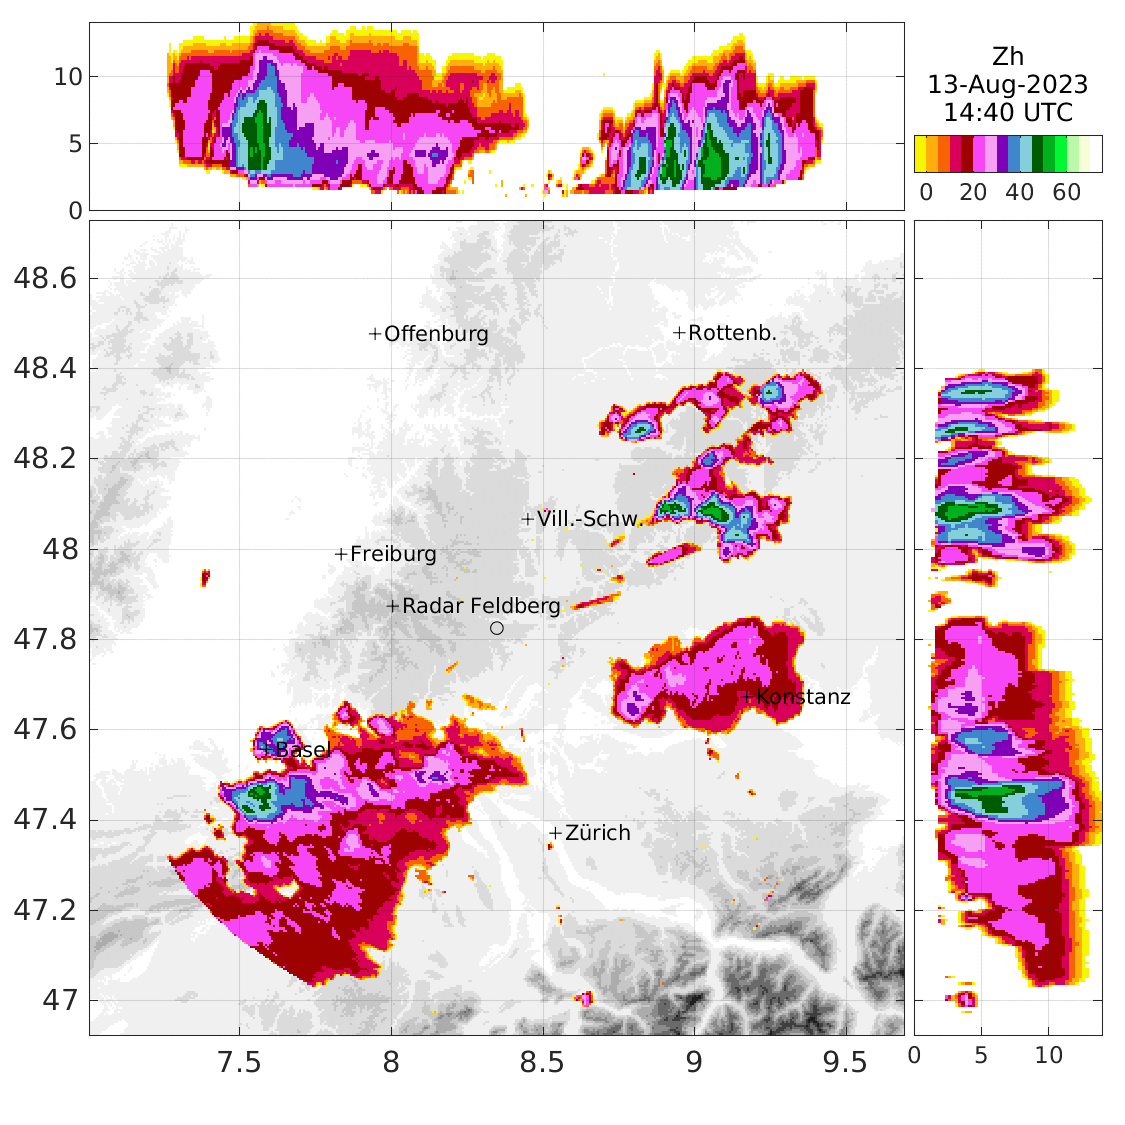 Zh
13-Aug-2023
14:40 UTC
0 20 40 60
10
5
0
48.6
48.4
48.2
48
47.8
47.6
47.4
47.2
47
+Offenburg
+Rottenb.
+Vill.-Schw.
+Freiburg
+Radar Feldberg
+Konstanz
+Basel
+Zürich
7.5 8 8.5 9 9.5
0 5 10